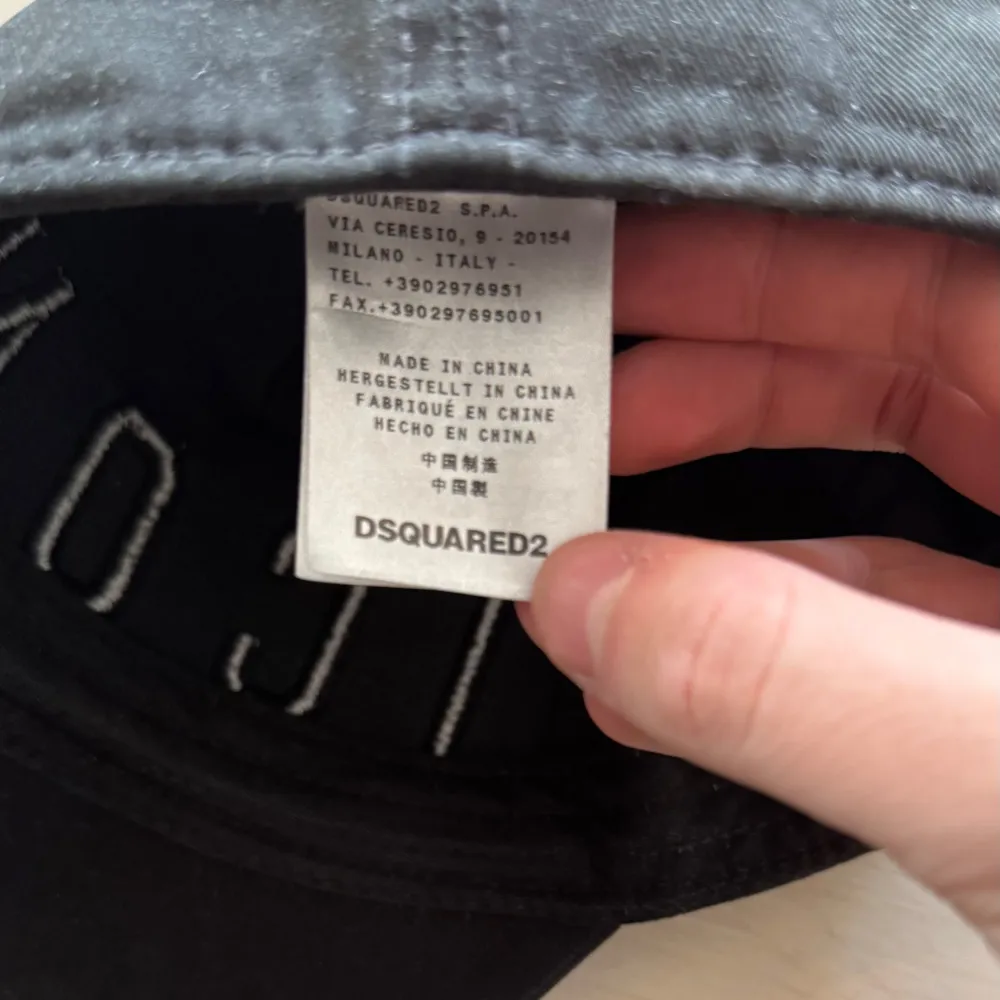 DSQUARED2 S.P.A.
VIA CERESIO, 9 - 20154
MILANO - ITALY -
TEL. +3902976951
FAX.+390297695001
MADE IN CHINA
HERGESTELLT IN CHINA
FABRIQUÉ EN CHINE
HECHO EN CHINA
中国制造
中国製
DSQUARED2